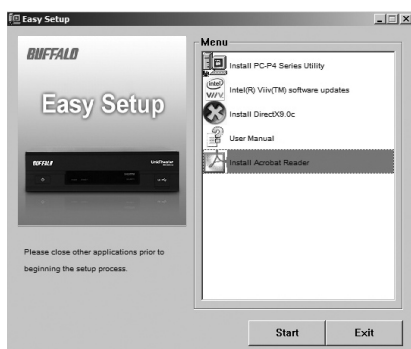 Easy Setup
BUFFALO
Easy Setup
BUFFALO
LinkTheater
Please close other applications prior to
beginning the setup process.
Menu
Install PC-P4 Series Utility
Intel(R) Viiv(TM) software updates
Install DirectX9.0c
User Manual
Install Acrobat Reader
Start
Exit